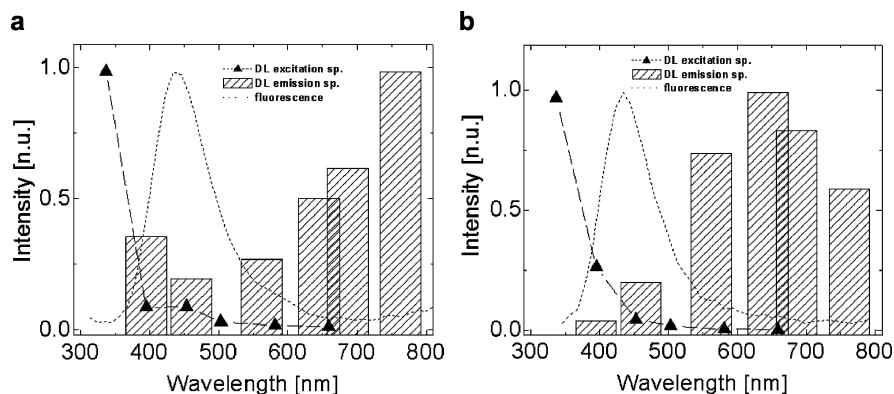 a
DL excitation sp.
DL emission sp.
fluorescence
1.0
0.5
0.0
Intensity [n.u.]
300 400 500 600 700 800
Wavelength [nm]
b
DL excitation sp.
DL emission sp.
fluorescence
1.0
0.5
0.0
Intensity [n.u.]
300 400 500 600 700 800
Wavelength [nm]